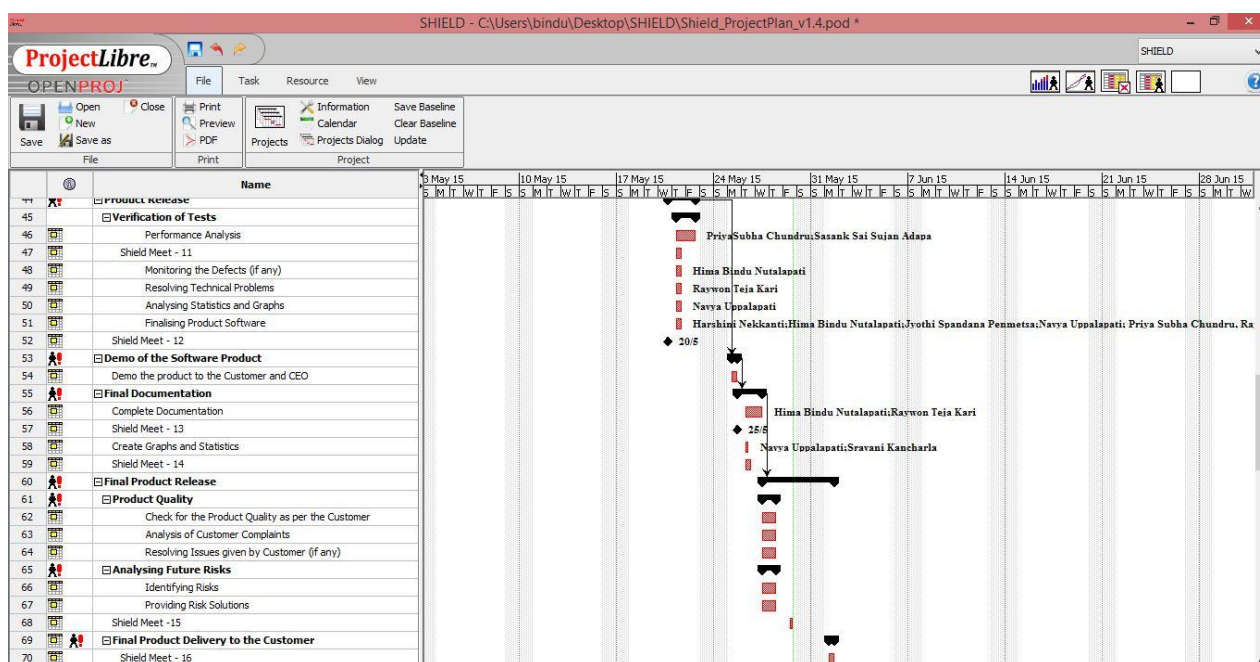 SHIELD - C:\Users\bindu\Desktop\SHIELD\Shield_ProjectPlan_v1.4.pod *
ProjectLibre
OPENPROJ
SHIELD
File Task Resource View
Save
Open
New
Save as
Close
File
Print
Preview
PDF
Print
Projects
Information
Calendar
Projects Dialog
Save Baseline
Clear Baseline
Update
Project
Name
3 May 15 10 May 15 17 May 15 24 May 15 31 May 15 7 Jun 15 14 Jun 15 21 Jun 15 28 Jun 15
S M T W T F S S M T W T F S S M T W T F S S M T W T F S S M T W T F S S M T W T F S S M T W T F S S M T W T F S S M T W
44 Product Release
45 Verification of Tests
46 Performance Analysis PriyaSubha Chundru;Sasank Sai Sujan Adapa
47 Shield Meet - 11
48 Monitoring the Defects (if any) Hima Bindu Nutalapati
49 Resolving Technical Problems Raywon Teja Kari
50 Analysing Statistics and Graphs Navya Uppalapati
51 Finalising Product Software Harshini Nekkanti;Hima Bindu Nutalapati;Jyothi Spandana Penmetsa;Navya Uppalapati; Priya Subha Chundru, Ra
52 Shield Meet - 12 20/5
53 Demo of the Software Product
54 Demo the product to the Customer and CEO
55 Final Documentation
56 Complete Documentation Hima Bindu Nutalapati;Raywon Teja Kari
57 Shield Meet - 13 25/5
58 Create Graphs and Statistics Navya Uppalapati;Sravani Kancharla
59 Shield Meet - 14
60 Final Product Release
61 Product Quality
62 Check for the Product Quality as per the Customer
63 Analysis of Customer Complaints
64 Resolving Issues given by Customer (if any)
65 Analysing Future Risks
66 Identifying Risks
67 Providing Risk Solutions
68 Shield Meet -15
69 Final Product Delivery to the Customer
70 Shield Meet - 16